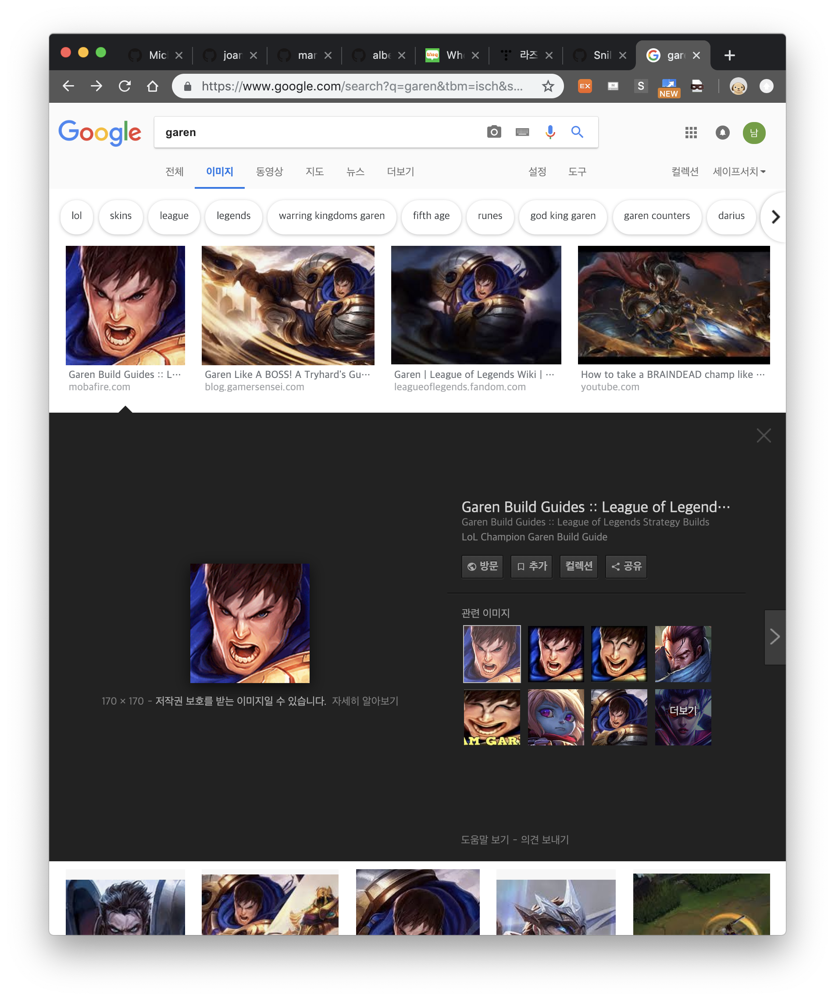 Mic
joar
mar
albe
Whe
라즈
Snil
gar
https://www.google.com/search?q=garen&tbm=isch&s...
EX
N
S
NEW
Google
garen
남
전체 이미지 동영상 지도 뉴스 더보기 설정 도구 컬렉션 세이프서치
lol skins league legends warring kingdoms garen fifth age runes god king garen garen counters darius
Garen Build Guides :: L···
mobafire.com
Garen Like A BOSS! A Tryhard's Gu···
blog.gamersensei.com
Garen | League of Legends Wiki | ···
leagueoflegends.fandom.com
How to take a BRAINDEAD champ like ···
youtube.com
Garen Build Guides :: League of Legend···
Garen Build Guides :: League of Legends Strategy Builds
LoL Champion Garen Build Guide
방문 추가 컬렉션 공유
관련 이미지
AM GAR
더보기
170 × 170 - 저작권 보호를 받는 이미지일 수 있습니다. 자세히 알아보기
도움말 보기 - 의견 보내기